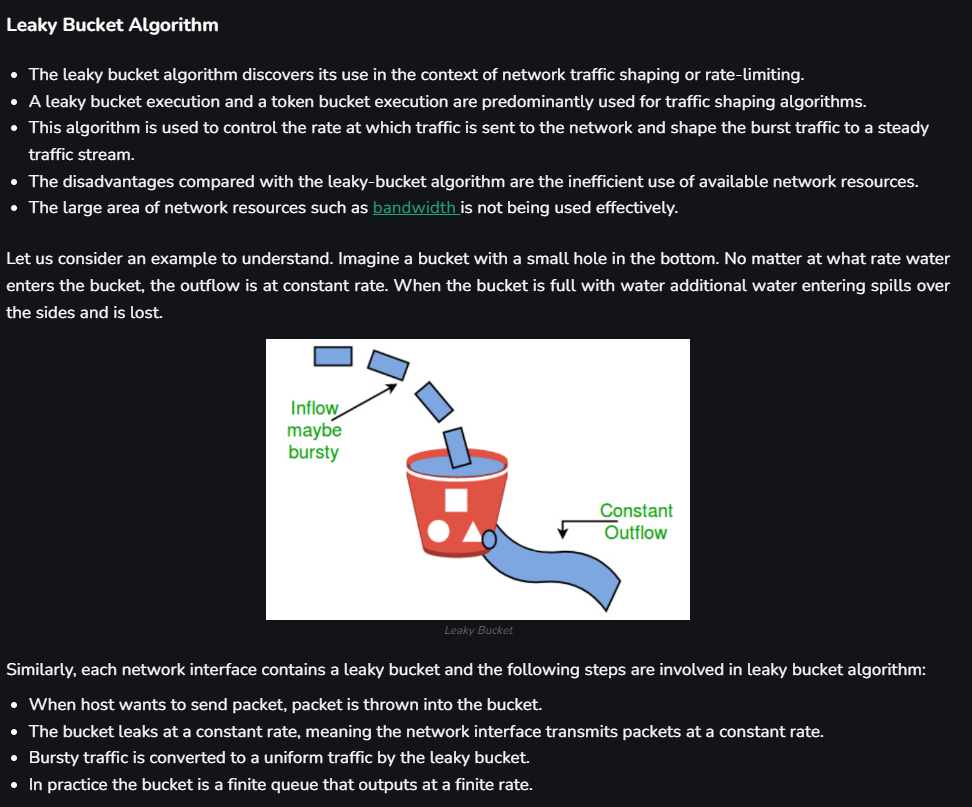 Leaky Bucket Algorithm
The leaky bucket algorithm discovers its use in the context of network traffic shaping or rate-limiting.
A leaky bucket execution and a token bucket execution are predominantly used for traffic shaping algorithms.
This algorithm is used to control the rate at which traffic is sent to the network and shape the burst traffic to a steady
traffic stream.
The disadvantages compared with the leaky-bucket algorithm are the inefficient use of available network resources.
The large area of network resources such as bandwidth is not being used effectively.
Let us consider an example to understand. Imagine a bucket with a small hole in the bottom. No matter at what rate water
enters the bucket, the outflow is at constant rate. When the bucket is full with water additional water entering spills over
the sides and is lost.
Inflow
maybe
bursty
Constant
Outflow
Leaky Bucket
Similarly, each network interface contains a leaky bucket and the following steps are involved in leaky bucket algorithm:
When host wants to send packet, packet is thrown into the bucket.
The bucket leaks at a constant rate, meaning the network interface transmits packets at a constant rate.
Bursty traffic is converted to a uniform traffic by the leaky bucket.
In practice the bucket is a finite queue that outputs at a finite rate.